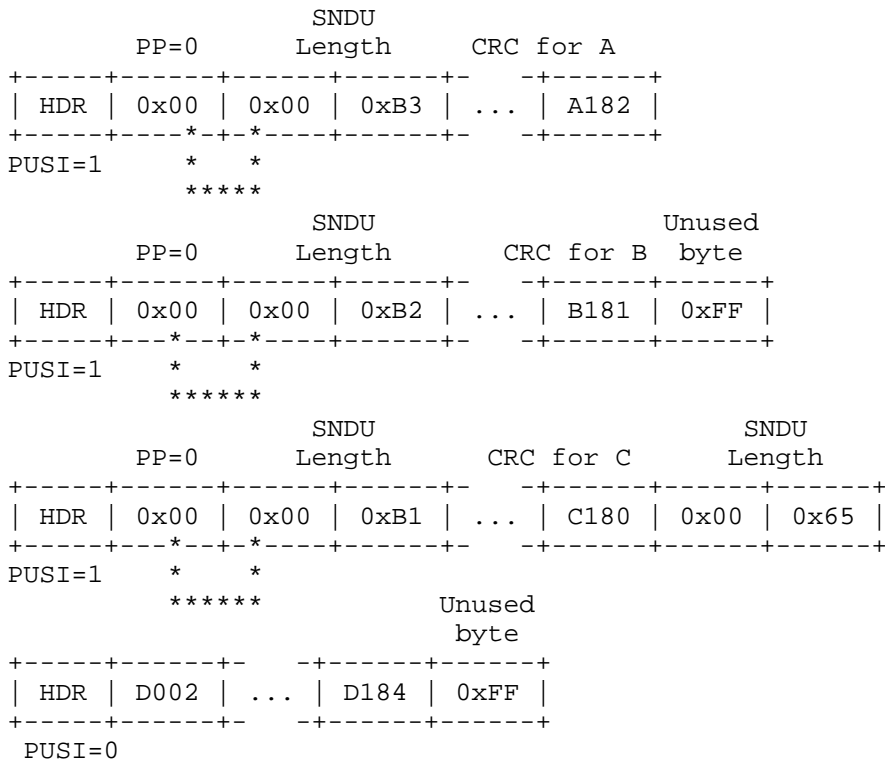 SNDU
         PP=0        Length     CRC for A
+-----+------+------+------+-   -+------+
| HDR | 0x00 | 0x00 | 0xB3 | ... | A182 |
+-----+----*-+-*----+------+-   -+------+
PUSI=1     *   *
           *****
                    SNDU                   Unused
         PP=0      Length       CRC for B  byte
+-----+------+------+------+-   -+------+------+
| HDR | 0x00 | 0x00 | 0xB2 | ... | B181 | 0xFF |
+-----+---*--+-*----+------+-   -+------+------+
PUSI=1    *    *
          ******
                    SNDU                         SNDU
         PP=0      Length      CRC for C        Length
+-----+------+------+------+-   -+------+------+------+
| HDR | 0x00 | 0x00 | 0xB1 | ... | C180 | 0x00 | 0x65 |
+-----+---*--+-*----+------+-   -+------+------+------+
PUSI=1    *    *
          ******           Unused
                            byte
+-----+------+-   -+------+------+
| HDR | D002 | ... | D184 | 0xFF |
+-----+------+-   -+------+------+
 PUSI=0